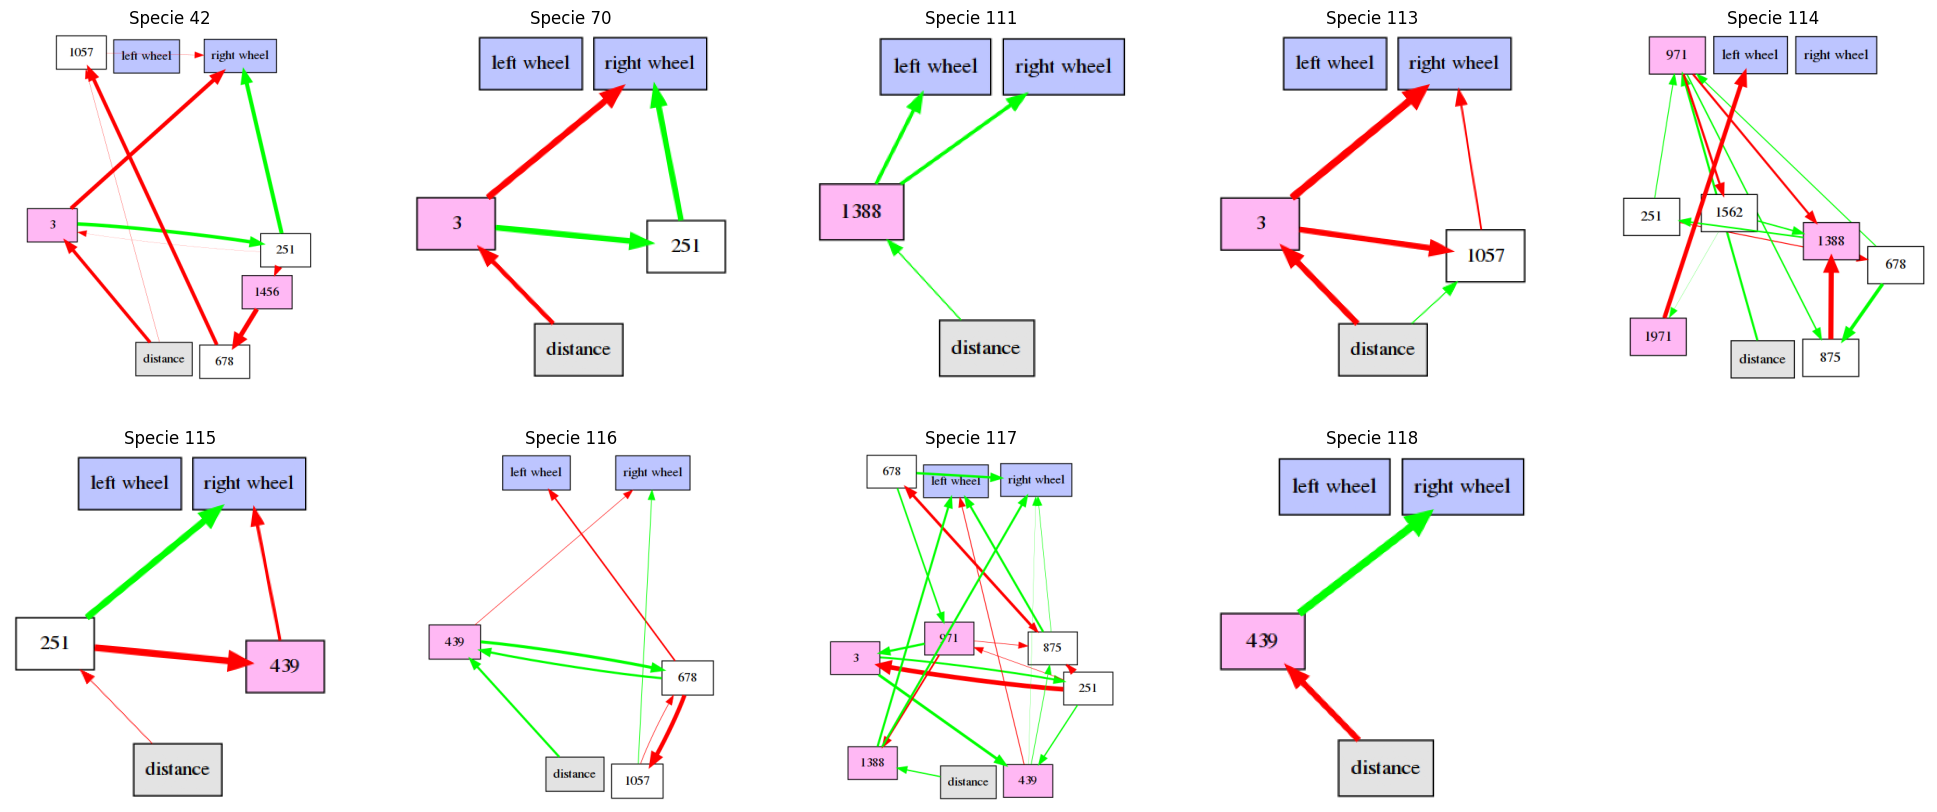 Specie 42
1057
left wheel
right wheel
3
251
1456
distance
678
Specie 70
left wheel
right wheel
3
251
distance
Specie 111
left wheel
right wheel
1388
distance
Specie 113
left wheel
right wheel
3
1057
distance
Specie 114
971
left wheel
right wheel
251
1562
1388
678
1971
distance
875
Specie 115
left wheel
right wheel
251
439
distance
Specie 116
left wheel
right wheel
439
678
distance
1057
Specie 117
678
left wheel
right wheel
971
875
3
251
1388
distance
439
Specie 118
left wheel
right wheel
439
distance